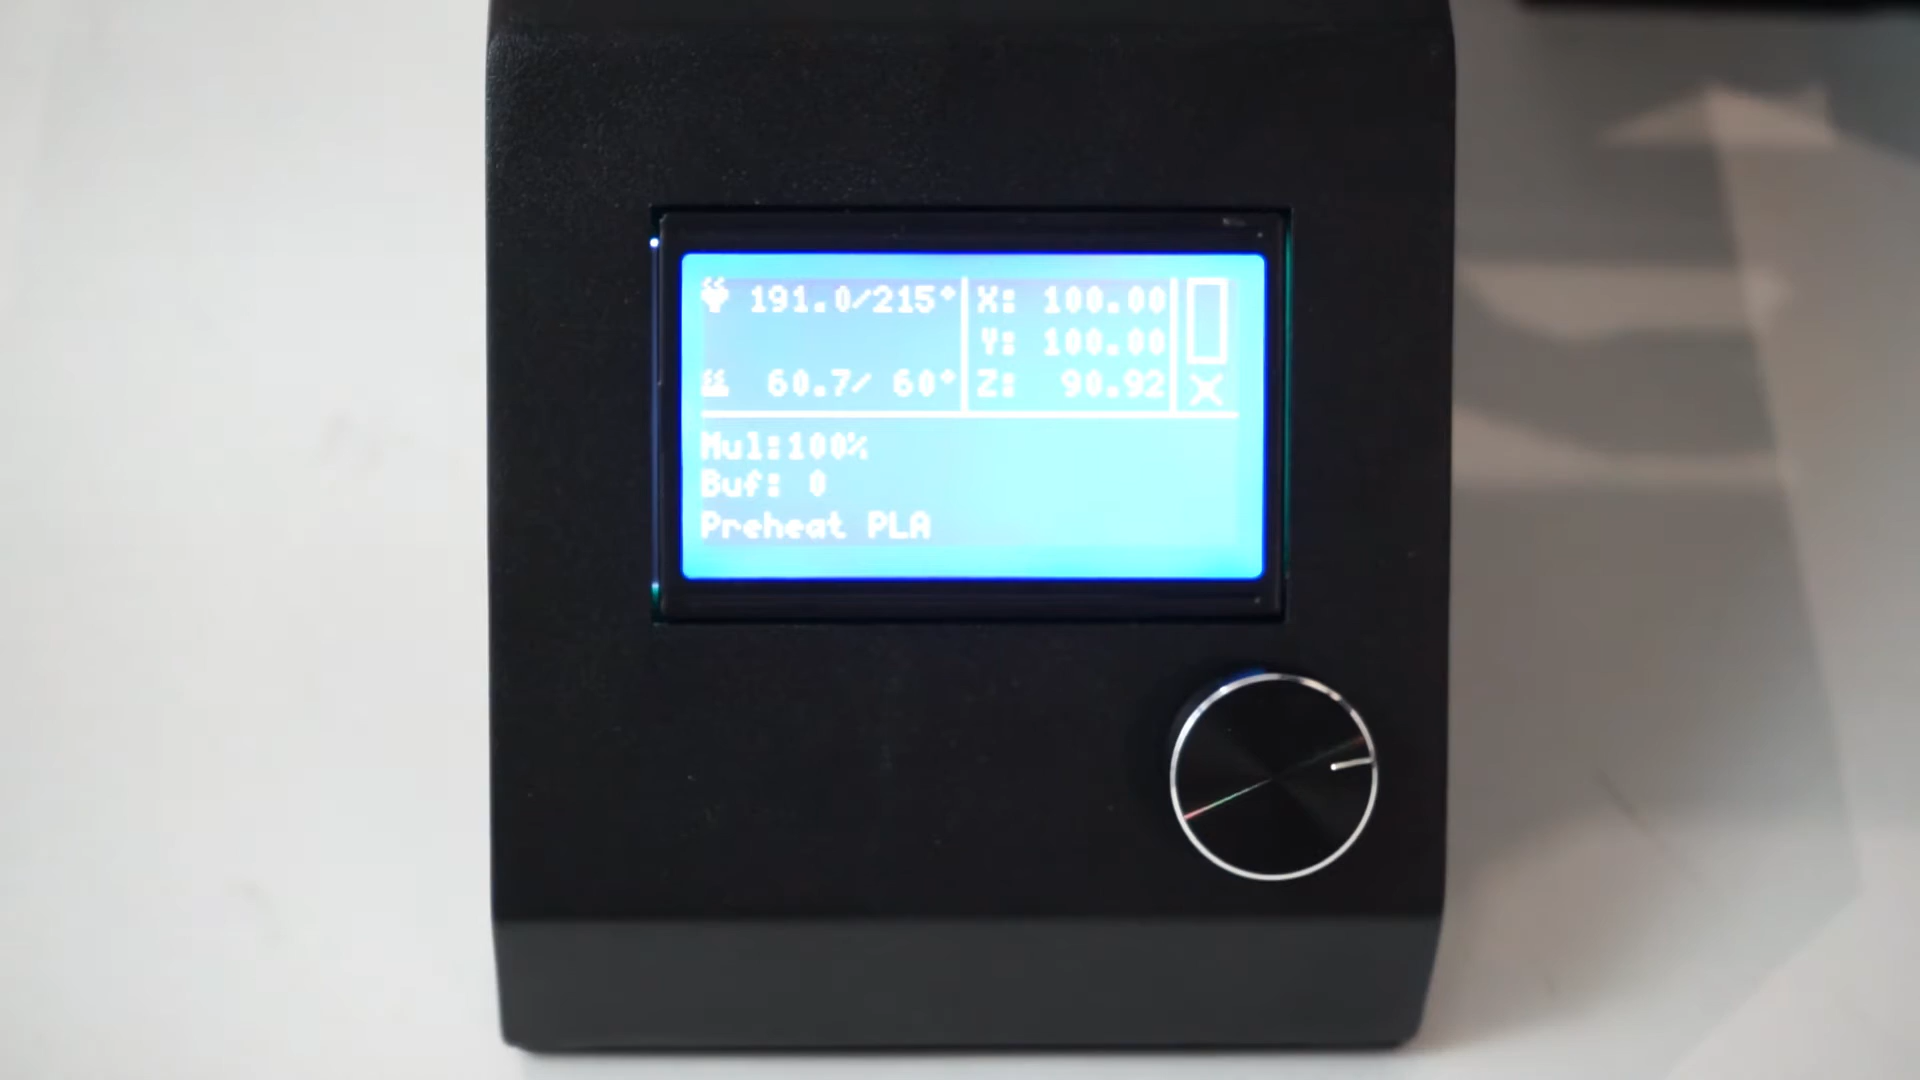 191.0/215° X: 100.00
Y: 100.00
60.7/ 60° Z: 90.92
Mul:100%
Buf: 0
Preheat PLA